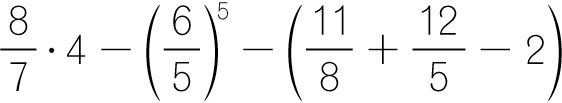 8/7 · 4 − (6/5)^5 − (11/8 + 12/5 − 2)